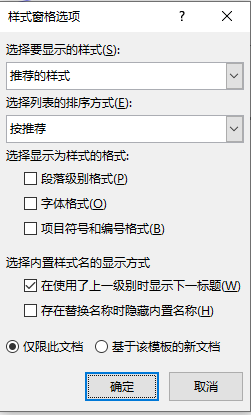 样式窗格选项
?
选择要显示的样式(S):
推荐的样式
选择列表的排序方式(E):
按推荐
选择显示为样式的格式:
段落级别格式(P)
字体格式(O)
项目符号和编号格式(B)
选择内置样式名的显示方式
在使用了上一级别时显示下一标题(W)
存在替换名称时隐藏内置名称(H)
仅限此文档 基于该模板的新文档
确定 取消